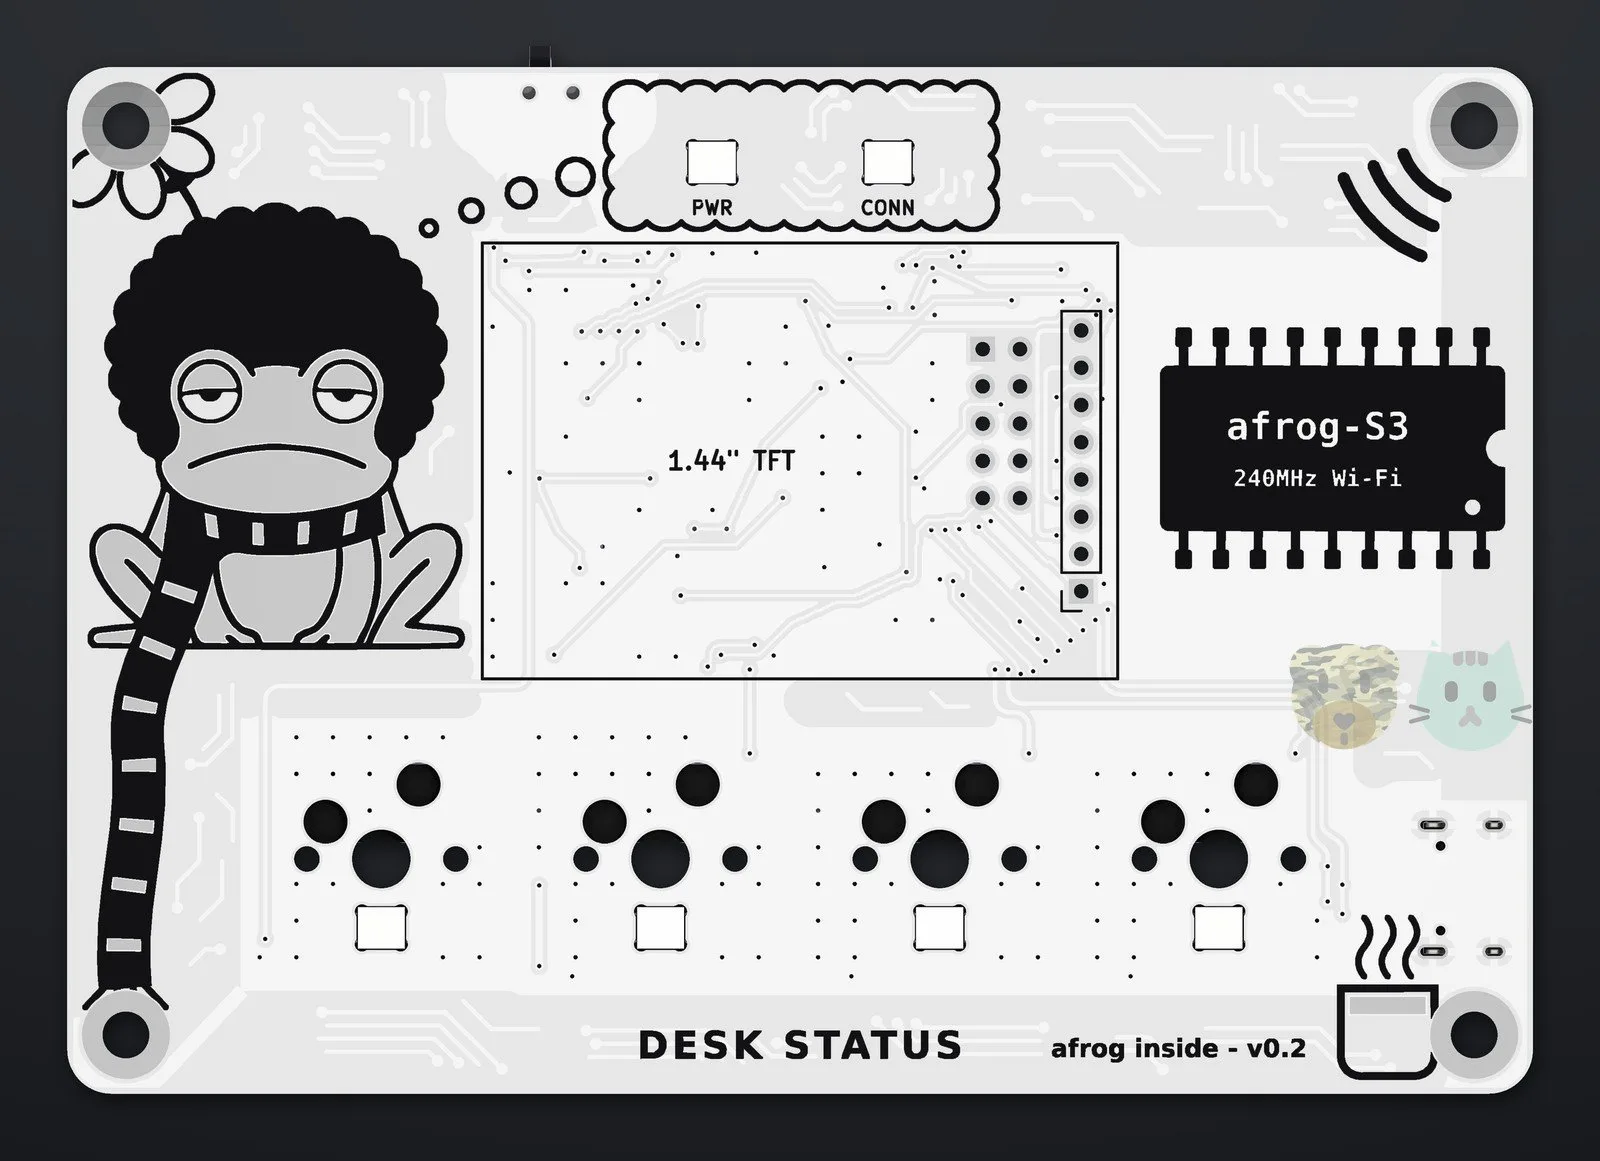 PWR
CONN
1.44" TFT
afrog-S3
240MHz Wi-Fi
DESK STATUS
afrog inside - v0.2